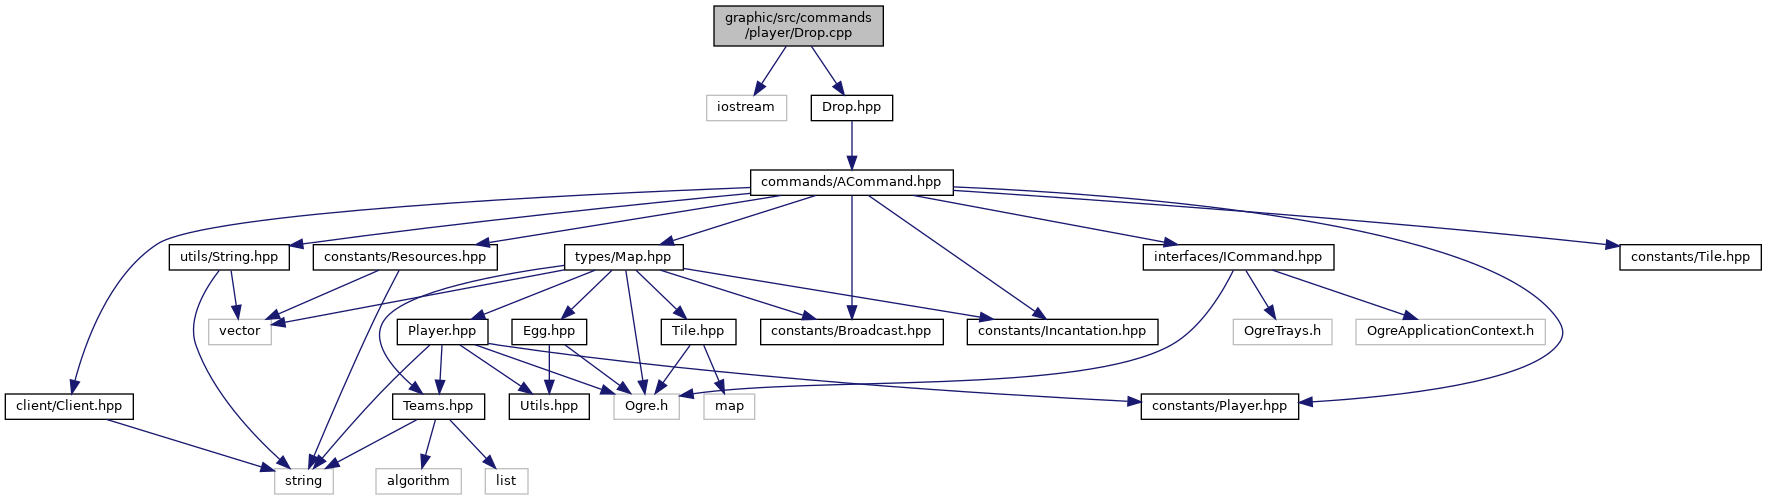 graphic/src/commands
/player/Drop.cpp
iostream
Drop.hpp
commands/ACommand.hpp
utils/String.hpp
constants/Resources.hpp
types/Map.hpp
interfaces/ICommand.hpp
constants/Tile.hpp
vector
Player.hpp
Egg.hpp
Tile.hpp
constants/Broadcast.hpp
constants/Incantation.hpp
OgreTrays.h
OgreApplicationContext.h
client/Client.hpp
Teams.hpp
Utils.hpp
Ogre.h
map
constants/Player.hpp
string
algorithm
list